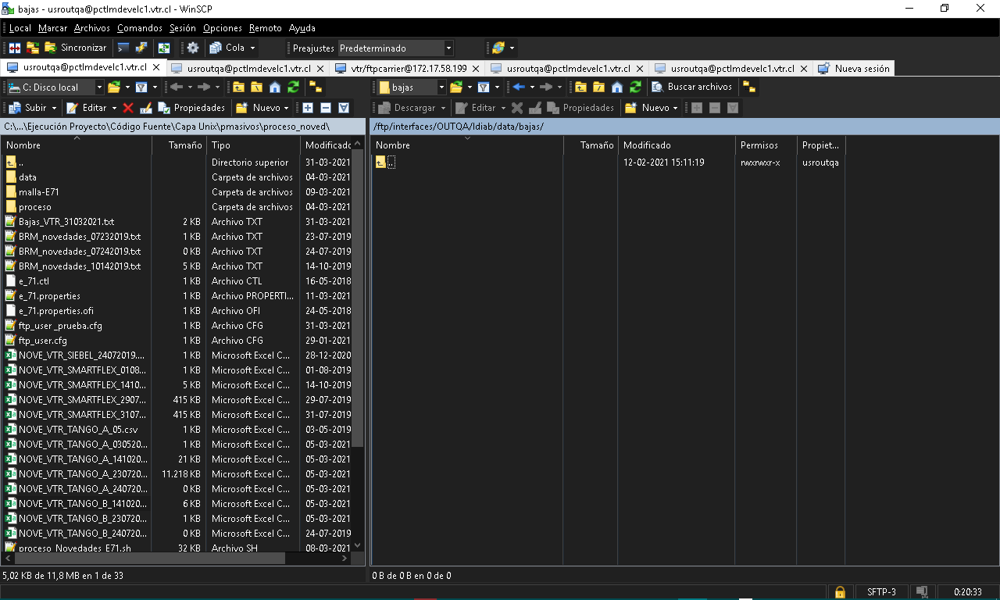 bajas - usroutqa@pctlmdevelc1.vtr.cl - WinSCP
Local Marcar Archivos Comandos Sesión Opciones Remoto Ayuda
Sincronizar Cola Preajustes Predeterminado
usroutqa@pctlmdevelc1.vtr.cl usroutqa@pctlmdevelc1.vtr.cl vtr/ftpcarrier@172.17.58.199 usroutqa@pctlmdevelc1.vtr.cl usroutqa@pctlmdevelc1.vtr.cl Nueva sesión
C: Disco local bajas Buscar archivos
Subir Editar Propiedades Nuevo Descargar Editar Propiedades Nuevo
C:\...\Ejecución Proyecto\Código Fuente\Capa Unix\pmasivos\proceso_noved\ /ftp/interfaces/OUTQA/ldiab/data/bajas/
Nombre Tamaño Tipo Modificado Nombre Tamaño Modificado Permisos Propiet...
.. Directorio superior 31-03-2021 .. 12-02-2021 15:11:19 rwxrwxr-x usroutqa
data Carpeta de archivos 04-03-2021
malla-E71 Carpeta de archivos 09-03-2021
proceso Carpeta de archivos 04-03-2021
Bajas_VTR_31032021.txt 2 KB Archivo TXT 31-03-2021
BRM_novedades_07232019.txt 1 KB Archivo TXT 23-07-2019
BRM_novedades_07242019.txt 0 KB Archivo TXT 24-07-2019
BRM_novedades_10142019.txt 5 KB Archivo TXT 14-10-2019
e_71.ctl 1 KB Archivo CTL 16-05-2018
e_71.properties 1 KB Archivo PROPERTI... 11-03-2021
e_71.properties.ofi 1 KB Archivo OFI 24-05-2018
ftp_user _prueba.cfg 1 KB Archivo CFG 31-03-2021
ftp_user.cfg 1 KB Archivo CFG 29-01-2021
NOVE_VTR_SIEBEL_24072019.... 1 KB Microsoft Excel C... 28-12-2020
NOVE_VTR_SMARTFLEX_0108... 1 KB Microsoft Excel C... 01-08-2019
NOVE_VTR_SMARTFLEX_1410... 5 KB Microsoft Excel C... 14-10-2019
NOVE_VTR_SMARTFLEX_2907... 415 KB Microsoft Excel C... 29-07-2019
NOVE_VTR_SMARTFLEX_3107... 415 KB Microsoft Excel C... 31-07-2019
NOVE_VTR_TANGO_A_05.csv 1 KB Microsoft Excel C... 03-05-2019
NOVE_VTR_TANGO_A_030520... 1 KB Microsoft Excel C... 05-03-2021
NOVE_VTR_TANGO_A_141020... 21 KB Microsoft Excel C... 05-03-2021
NOVE_VTR_TANGO_A_230720... 11.218 KB Microsoft Excel C... 05-03-2021
NOVE_VTR_TANGO_A_240720... 0 KB Microsoft Excel C... 05-03-2021
NOVE_VTR_TANGO_B_141020... 6 KB Microsoft Excel C... 05-03-2021
NOVE_VTR_TANGO_B_230720... 1 KB Microsoft Excel C... 05-03-2021
NOVE_VTR_TANGO_B_240720... 0 KB Microsoft Excel C... 24-07-2019
proceso_Novedades_E71.sh 32 KB Archivo SH 08-03-2021
5,02 KB de 11,8 MB en 1 de 33 0 B de 0 B en 0 de 0
SFTP-3 0:20:33